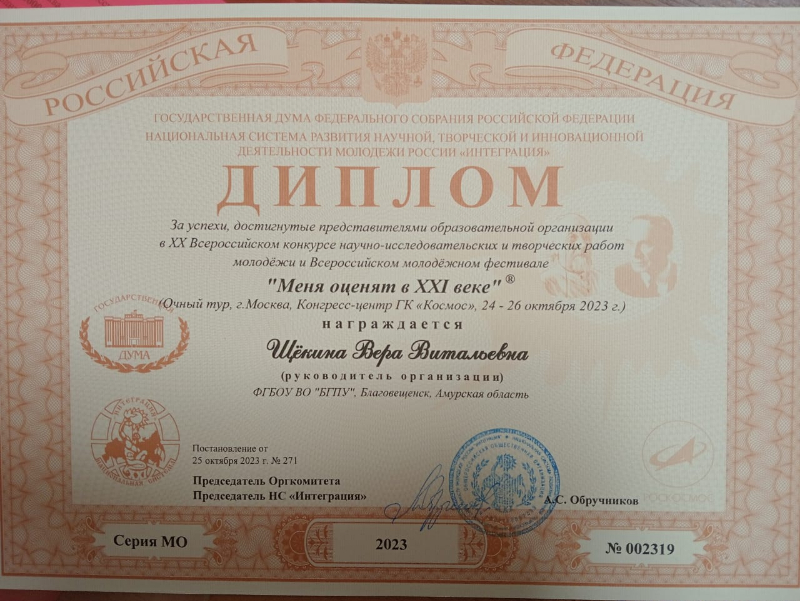 РОССИЙСКАЯ ФЕДЕРАЦИЯ
ГОСУДАРСТВЕННАЯ ДУМА ФЕДЕРАЛЬНОГО СОБРАНИЯ РОССИЙСКОЙ ФЕДЕРАЦИИ
НАЦИОНАЛЬНАЯ СИСТЕМА РАЗВИТИЯ НАУЧНОЙ, ТВОРЧЕСКОЙ И ИННОВАЦИОННОЙ
ДЕЯТЕЛЬНОСТИ МОЛОДЕЖИ РОССИИ «ИНТЕГРАЦИЯ»
ДИПЛОМ
За успехи, достигнутые представителями образовательной организации
в XX Всероссийском конкурсе научно-исследовательских и творческих работ
молодёжи и Всероссийском молодёжном фестивале
"Меня оценят в XXI веке" ®
(Очный тур, г.Москва, Конгресс-центр ГК «Космос», 24 - 26 октября 2023 г.)
награждается
Щёкина Вера Витальевна
(руководитель организации)
ФГБОУ ВО "БГПУ", Благовещенск, Амурская область
ГОСУДАРСТВЕННАЯ
ДУМА
ИНТЕГРАЦИЯ
Постановление от
25 октября 2023 г. № 271
Председатель Оргкомитета
Председатель НС «Интеграция»
А.С. Обручников
Серия МО
2023
№ 002319